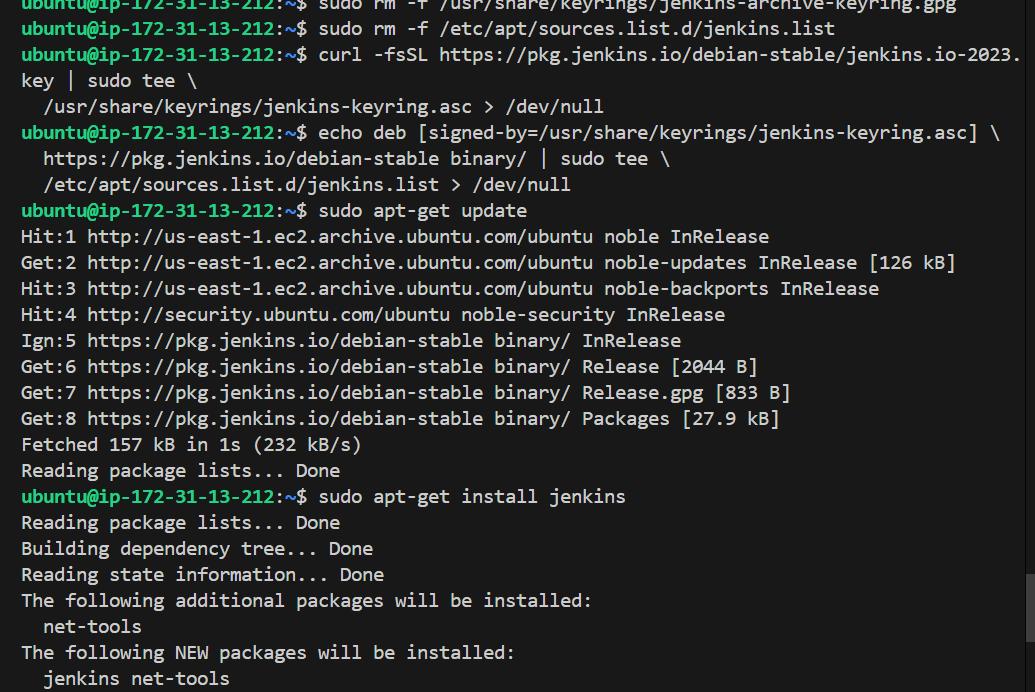 ubuntu@ip-172-31-13-212:~$ sudo rm -f /usr/share/keyrings/jenkins-archive-keyring.gpg
ubuntu@ip-172-31-13-212:~$ sudo rm -f /etc/apt/sources.list.d/jenkins.list
ubuntu@ip-172-31-13-212:~$ curl -fsSL https://pkg.jenkins.io/debian-stable/jenkins.io-2023.
key | sudo tee \
  /usr/share/keyrings/jenkins-keyring.asc > /dev/null
ubuntu@ip-172-31-13-212:~$ echo deb [signed-by=/usr/share/keyrings/jenkins-keyring.asc] \
  https://pkg.jenkins.io/debian-stable binary/ | sudo tee \
  /etc/apt/sources.list.d/jenkins.list > /dev/null
ubuntu@ip-172-31-13-212:~$ sudo apt-get update
Hit:1 http://us-east-1.ec2.archive.ubuntu.com/ubuntu noble InRelease
Get:2 http://us-east-1.ec2.archive.ubuntu.com/ubuntu noble-updates InRelease [126 kB]
Hit:3 http://us-east-1.ec2.archive.ubuntu.com/ubuntu noble-backports InRelease
Hit:4 http://security.ubuntu.com/ubuntu noble-security InRelease
Ign:5 https://pkg.jenkins.io/debian-stable binary/ InRelease
Get:6 https://pkg.jenkins.io/debian-stable binary/ Release [2044 B]
Get:7 https://pkg.jenkins.io/debian-stable binary/ Release.gpg [833 B]
Get:8 https://pkg.jenkins.io/debian-stable binary/ Packages [27.9 kB]
Fetched 157 kB in 1s (232 kB/s)
Reading package lists... Done
ubuntu@ip-172-31-13-212:~$ sudo apt-get install jenkins
Reading package lists... Done
Building dependency tree... Done
Reading state information... Done
The following additional packages will be installed:
  net-tools
The following NEW packages will be installed:
  jenkins net-tools